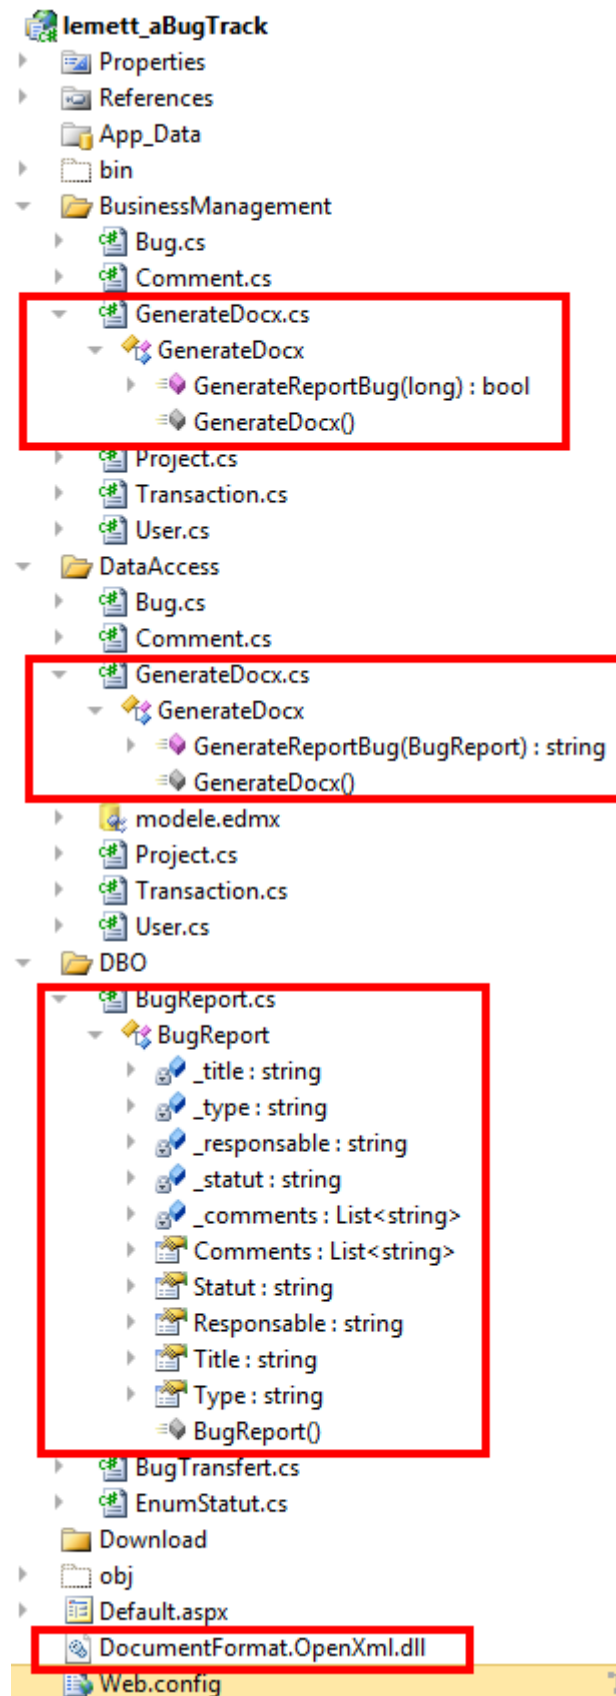 lemett_aBugTrack
Properties
References
App_Data
bin
BusinessManagement
Bug.cs
Comment.cs
GenerateDocx.cs
GenerateDocx
GenerateReportBug(long) : bool
GenerateDocx()
Project.cs
Transaction.cs
User.cs
DataAccess
Bug.cs
Comment.cs
GenerateDocx.cs
GenerateDocx
GenerateReportBug(BugReport) : string
GenerateDocx()
modele.edmx
Project.cs
Transaction.cs
User.cs
DBO
BugReport.cs
BugReport
_title : string
_type : string
_responsable : string
_statut : string
_comments : List<string>
Comments : List<string>
Statut : string
Responsable : string
Title : string
Type : string
BugReport()
BugTransfert.cs
EnumStatut.cs
Download
obj
Default.aspx
DocumentFormat.OpenXml.dll
Web.config